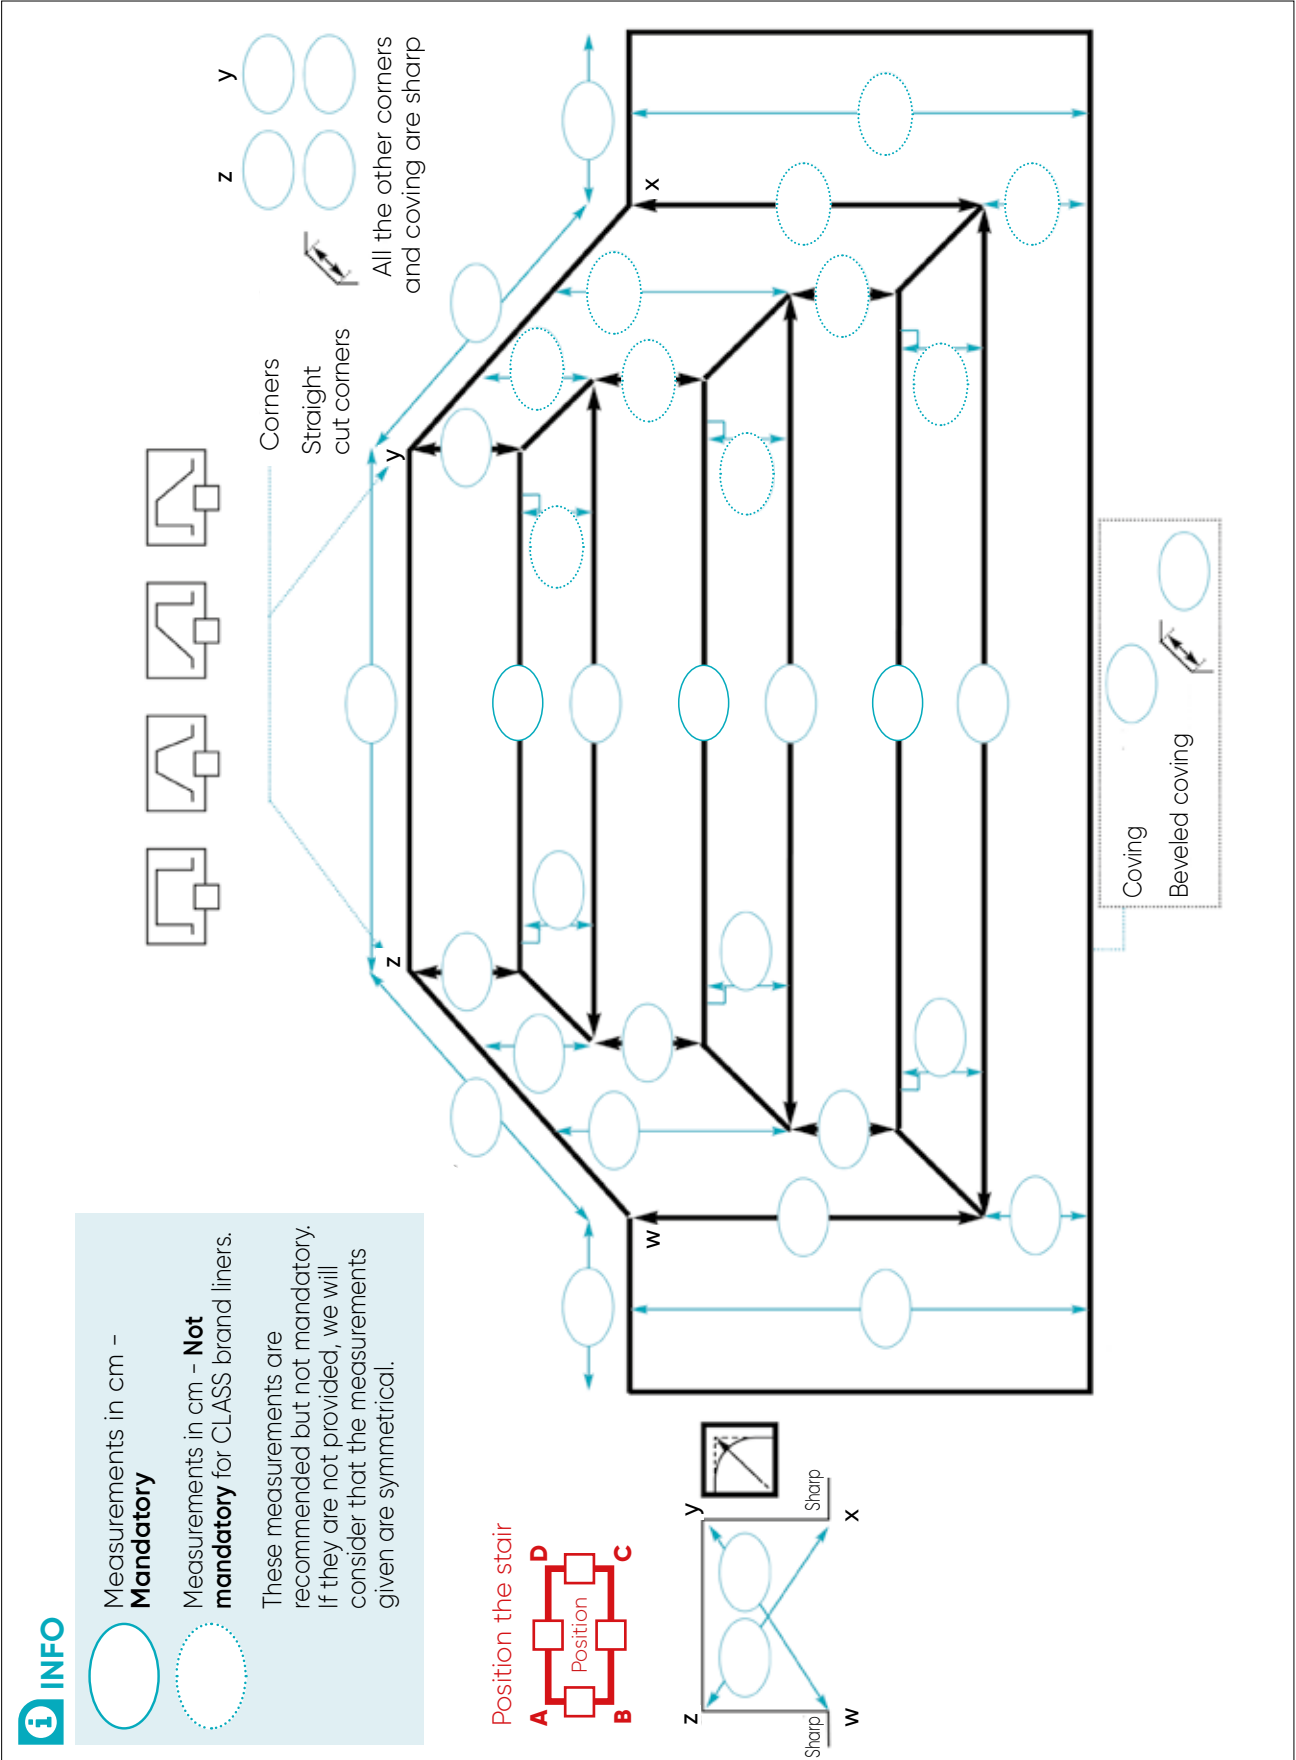 i INFO
Measurements in cm -
Mandatory
Measurements in cm - Not
mandatory for CLASS brand liners.
These measurements are
recommended but not mandatory.
If they are not provided, we will
consider that the measurements
given are symmetrical.
Corners
Straight
cut corners
z y
All the other corners
and coving are sharp
z y
w x
Position the stair
A D
Position
B C
z y
Sharp Sharp
w x
Coving
Beveled coving